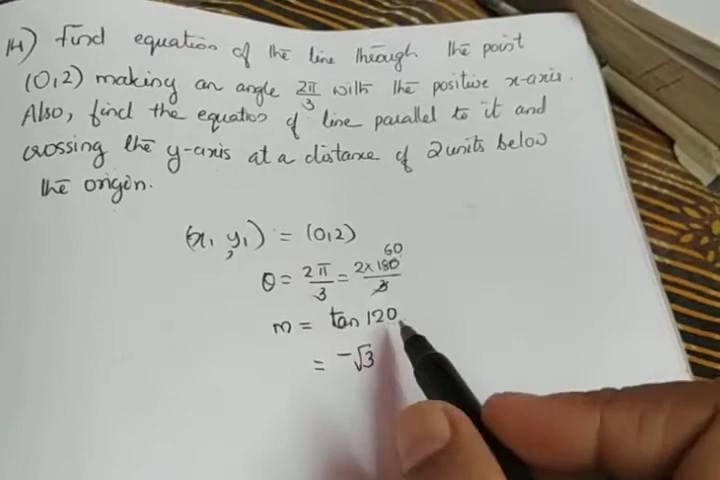 14) Find equation of the line through the point
(0,2) making an angle 2π/3 with the positive x-axis.
Also, find the equation of line parallel to it and
crossing the y-axis at a distance of 2 units below
the origin.
(x₁, y₁) = (0,2)
θ = 2π/3 = 2×180/3 60
m = tan 120
= -√3